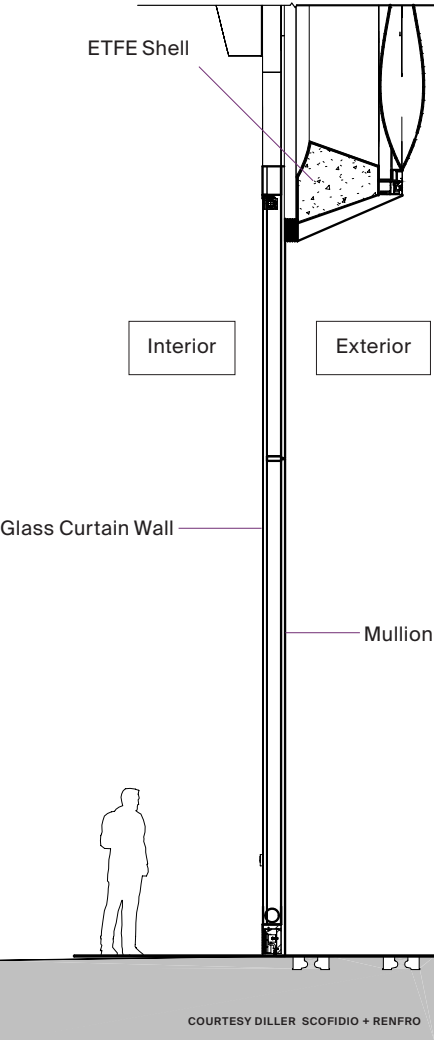 ETFE Shell
Interior
Exterior
Glass Curtain Wall
Mullion
COURTESY DILLER SCOFIDIO + RENFRO